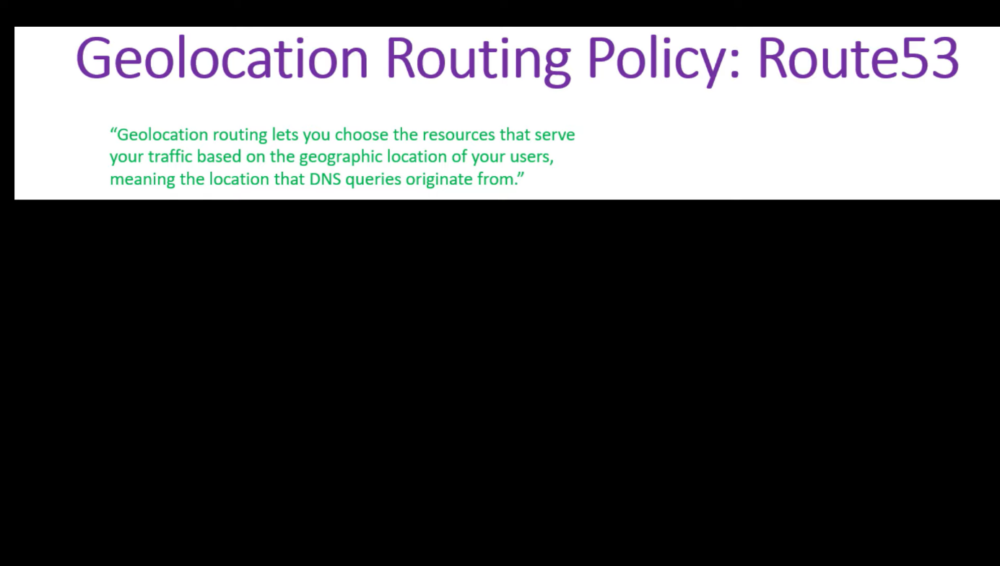 Geolocation Routing Policy: Route53
“Geolocation routing lets you choose the resources that serve
your traffic based on the geographic location of your users,
meaning the location that DNS queries originate from.”